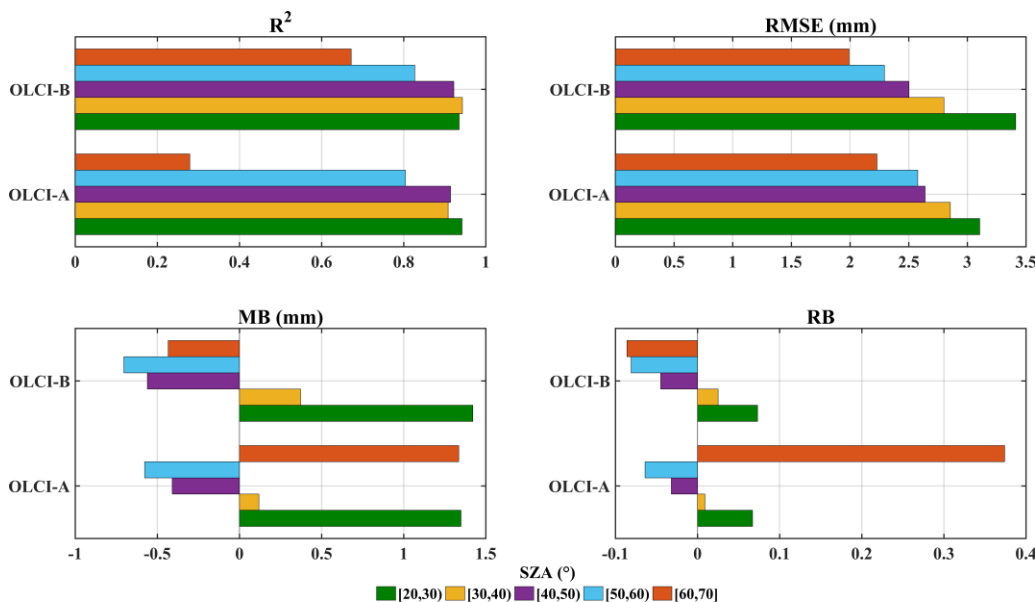 R2
RMSE (mm)
OLCI-B
OLCI-A
0 0.2 0.4 0.6 0.8 1
OLCI-B
OLCI-A
0 0.5 1 1.5 2 2.5 3 3.5
MB (mm)
RB
OLCI-B
OLCI-A
-1 -0.5 0 0.5 1 1.5
OLCI-B
OLCI-A
-0.1 0 0.1 0.2 0.3 0.4
SZA (°)
[20,30) [30,40) [40,50) [50,60) [60,70]